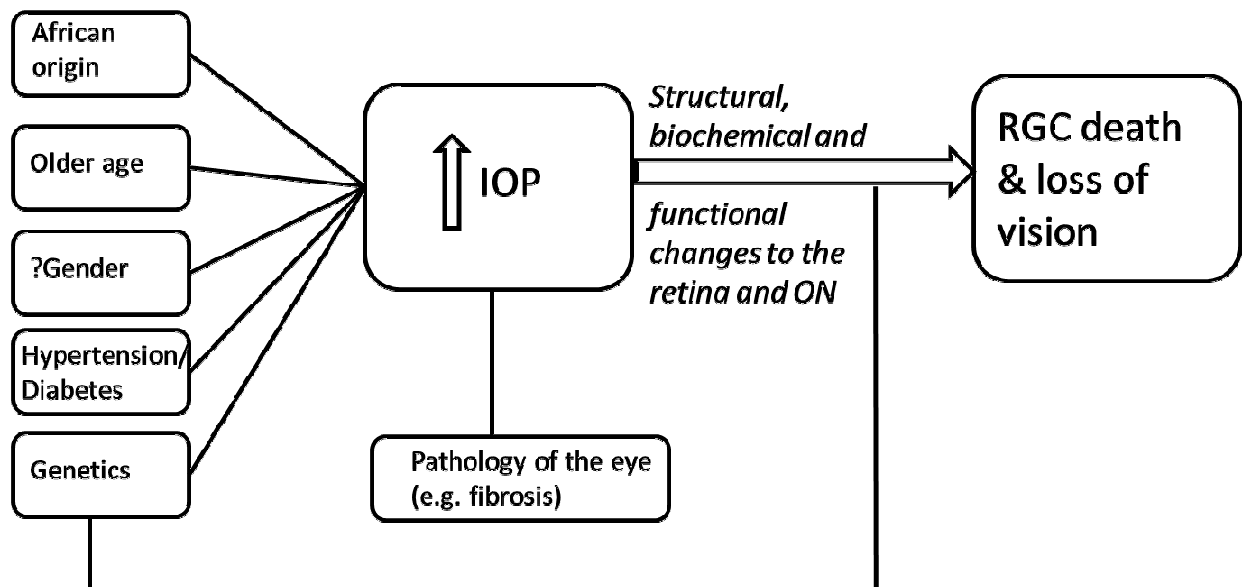 African
origin
Older age
?Gender
Hypertension/
Diabetes
Genetics
IOP
Pathology of the eye
(e.g. fibrosis)
Structural,
biochemical and
functional
changes to the
retina and ON
RGC death
& loss of
vision